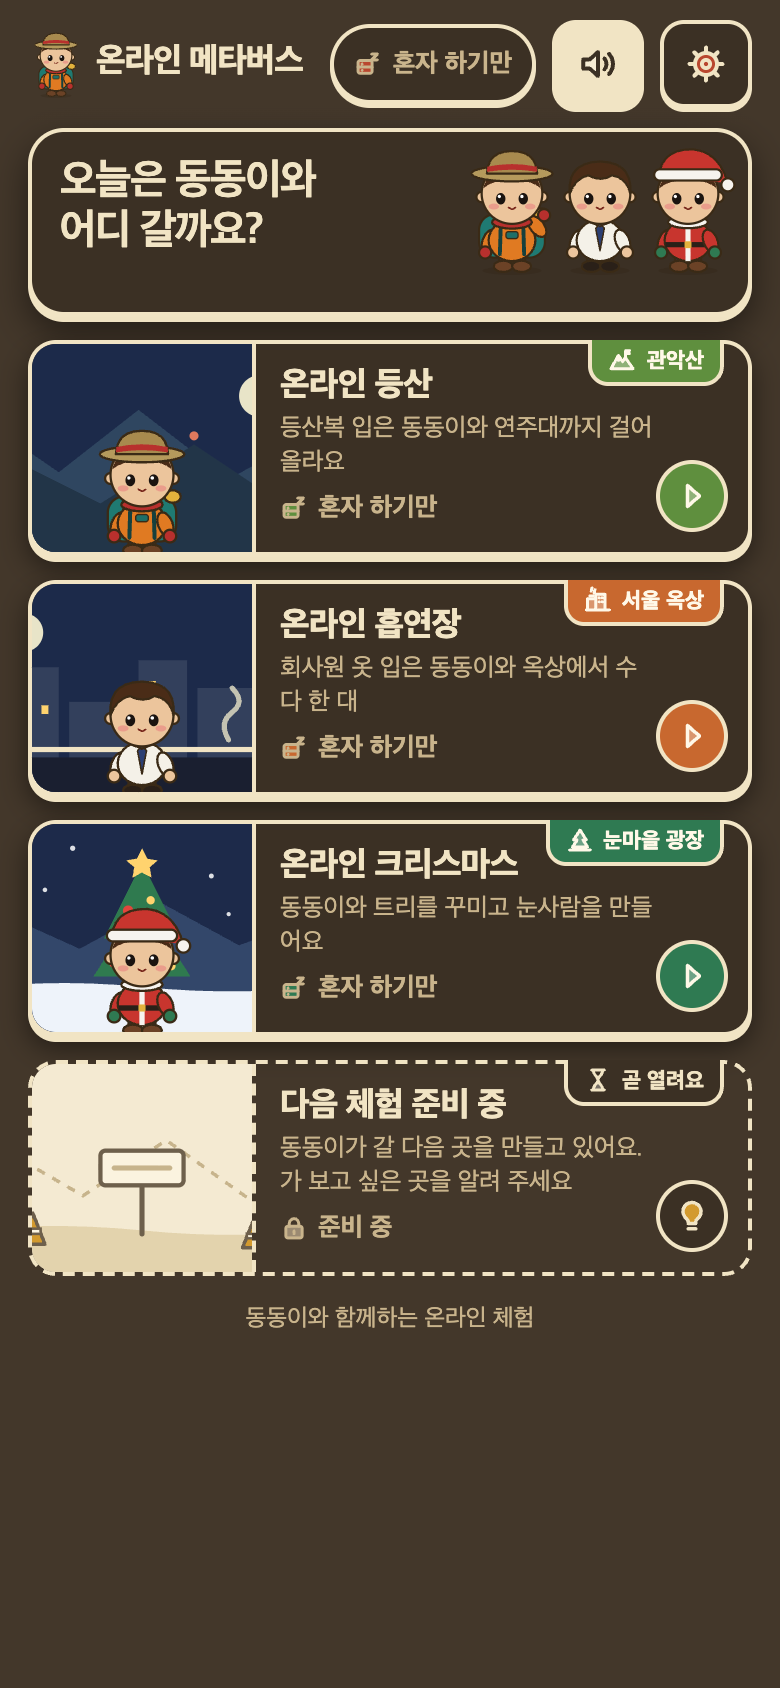 온라인 메타버스
혼자 하기만
오늘은 동동이와
어디 갈까요?
관악산
온라인 등산
등산복 입은 동동이와 연주대까지 걸어
올라요
혼자 하기만
서울 옥상
온라인 흡연장
회사원 옷 입은 동동이와 옥상에서 수
다 한 대
혼자 하기만
눈마을 광장
온라인 크리스마스
동동이와 트리를 꾸미고 눈사람을 만들
어요
혼자 하기만
곧 열려요
다음 체험 준비 중
동동이가 갈 다음 곳을 만들고 있어요.
가 보고 싶은 곳을 알려 주세요
준비 중
동동이와 함께하는 온라인 체험